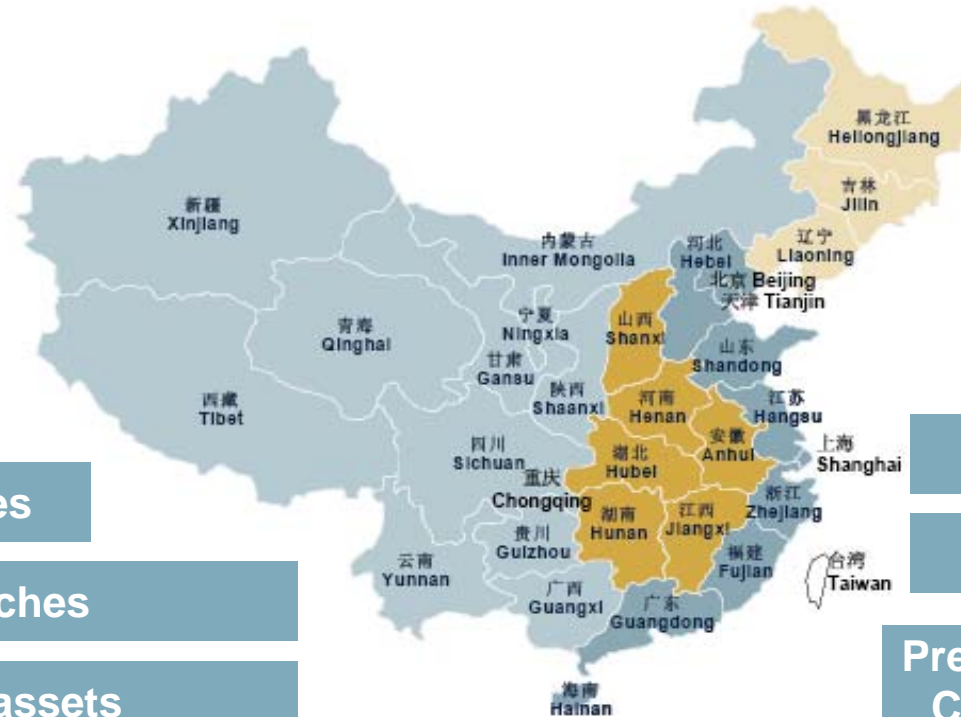 黑龙江
Heilongjiang
吉林
Jilin
辽宁
Liaoning
新疆
Xinjiang
内蒙古
Inner Mongolia
河北
Hebei
北京 Beijing
天津 Tianjin
宁夏
Ningxia
山西
Shanxi
青海
Qinghai
甘肃
Gansu
山东
Shandong
西藏
Tibet
陕西
Shaanxi
河南
Henan
江苏
Hangsu
四川
Sichuan
重庆
Chongqing
湖北
Hubei
安徽
Anhui
上海
Shanghai
浙江
Zhejiang
湖南
Hunan
江西
Jiangxi
贵川
Guizhou
云南
Yunnan
福建
Fujian
台湾
Taiwan
广西
Guangxi
广东
Guangdong
海南
Hainan
es
ches
assets
Pre
C